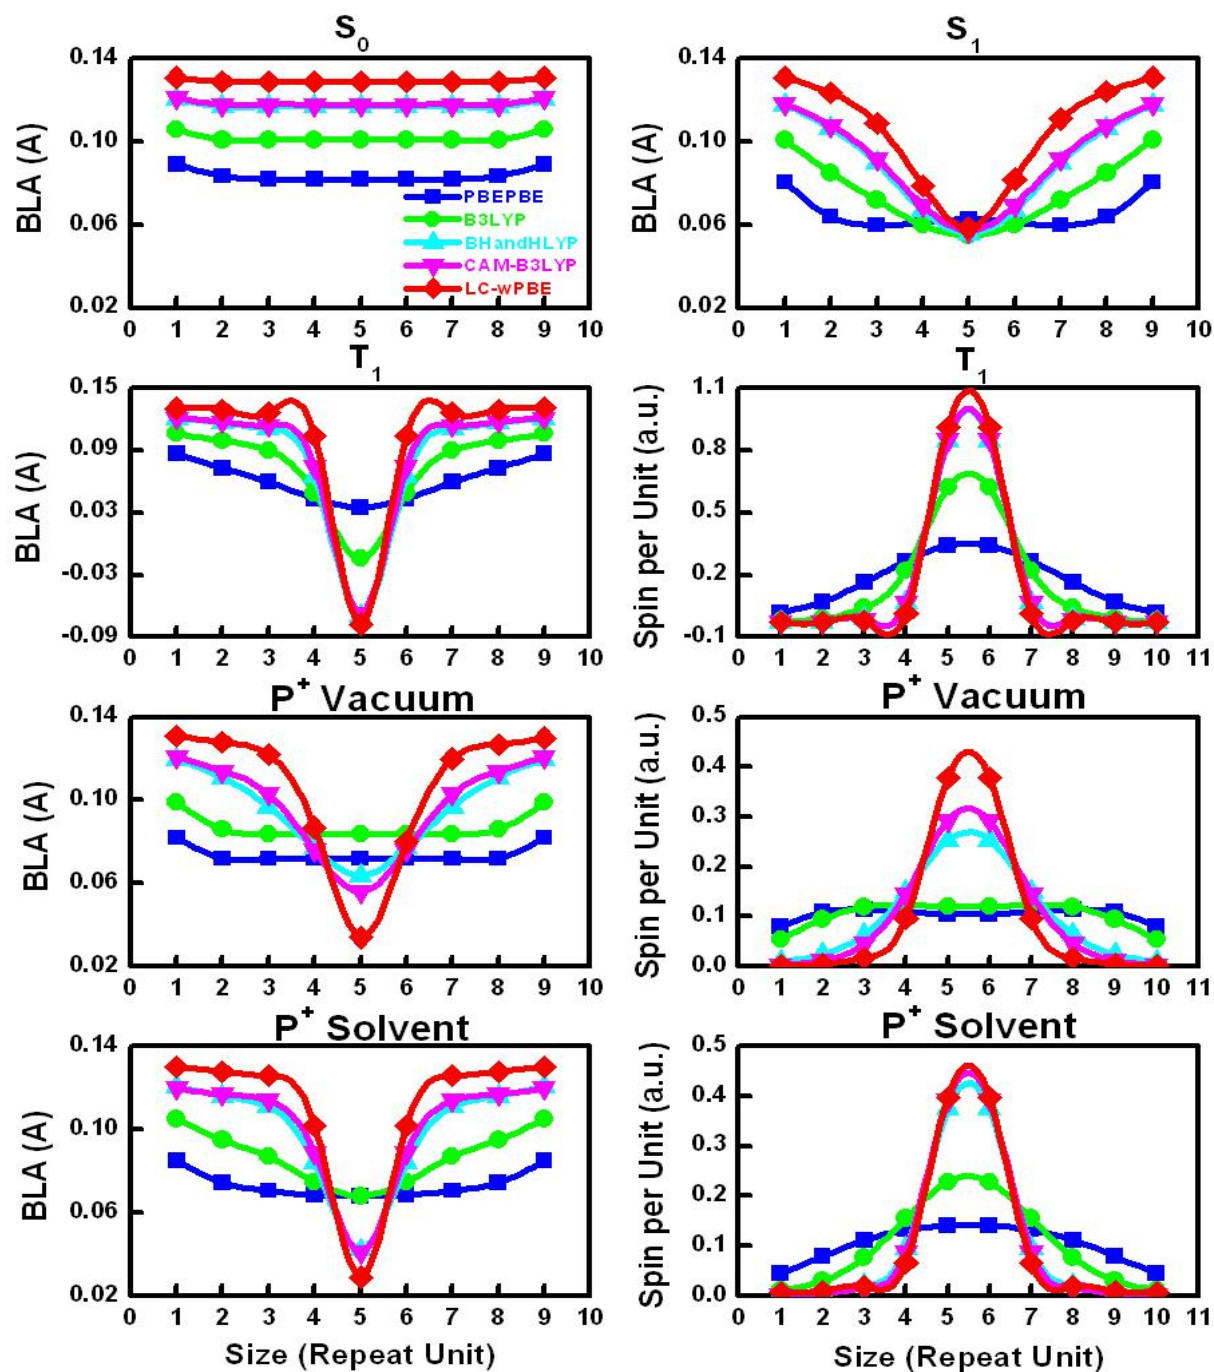 S0
S1
0.14
0.10
0.06
0.02
BLA (A)
PBEPBE
B3LYP
BHandHLYP
CAM-B3LYP
LC-wPBE
0 1 2 3 4 5 6 7 8 9 10
0.14
0.10
0.06
0.02
BLA (A)
0 1 2 3 4 5 6 7 8 9 10
T1
T1
0.15
0.09
0.03
-0.03
-0.09
BLA (A)
0 1 2 3 4 5 6 7 8 9 10
1.1
0.8
0.5
0.2
-0.1
Spin per Unit (a.u.)
0 1 2 3 4 5 6 7 8 9 10 11
P+ Vacuum
P+ Vacuum
0.14
0.10
0.06
0.02
BLA (A)
0 1 2 3 4 5 6 7 8 9 10
0.5
0.4
0.3
0.2
0.1
0.0
Spin per Unit (a.u.)
0 1 2 3 4 5 6 7 8 9 10 11
P+ Solvent
P+ Solvent
0.14
0.10
0.06
0.02
BLA (A)
0 1 2 3 4 5 6 7 8 9 10
Size (Repeat Unit)
0.5
0.4
0.3
0.2
0.1
0.0
Spin per Unit (a.u.)
0 1 2 3 4 5 6 7 8 9 10 11
Size (Repeat Unit)